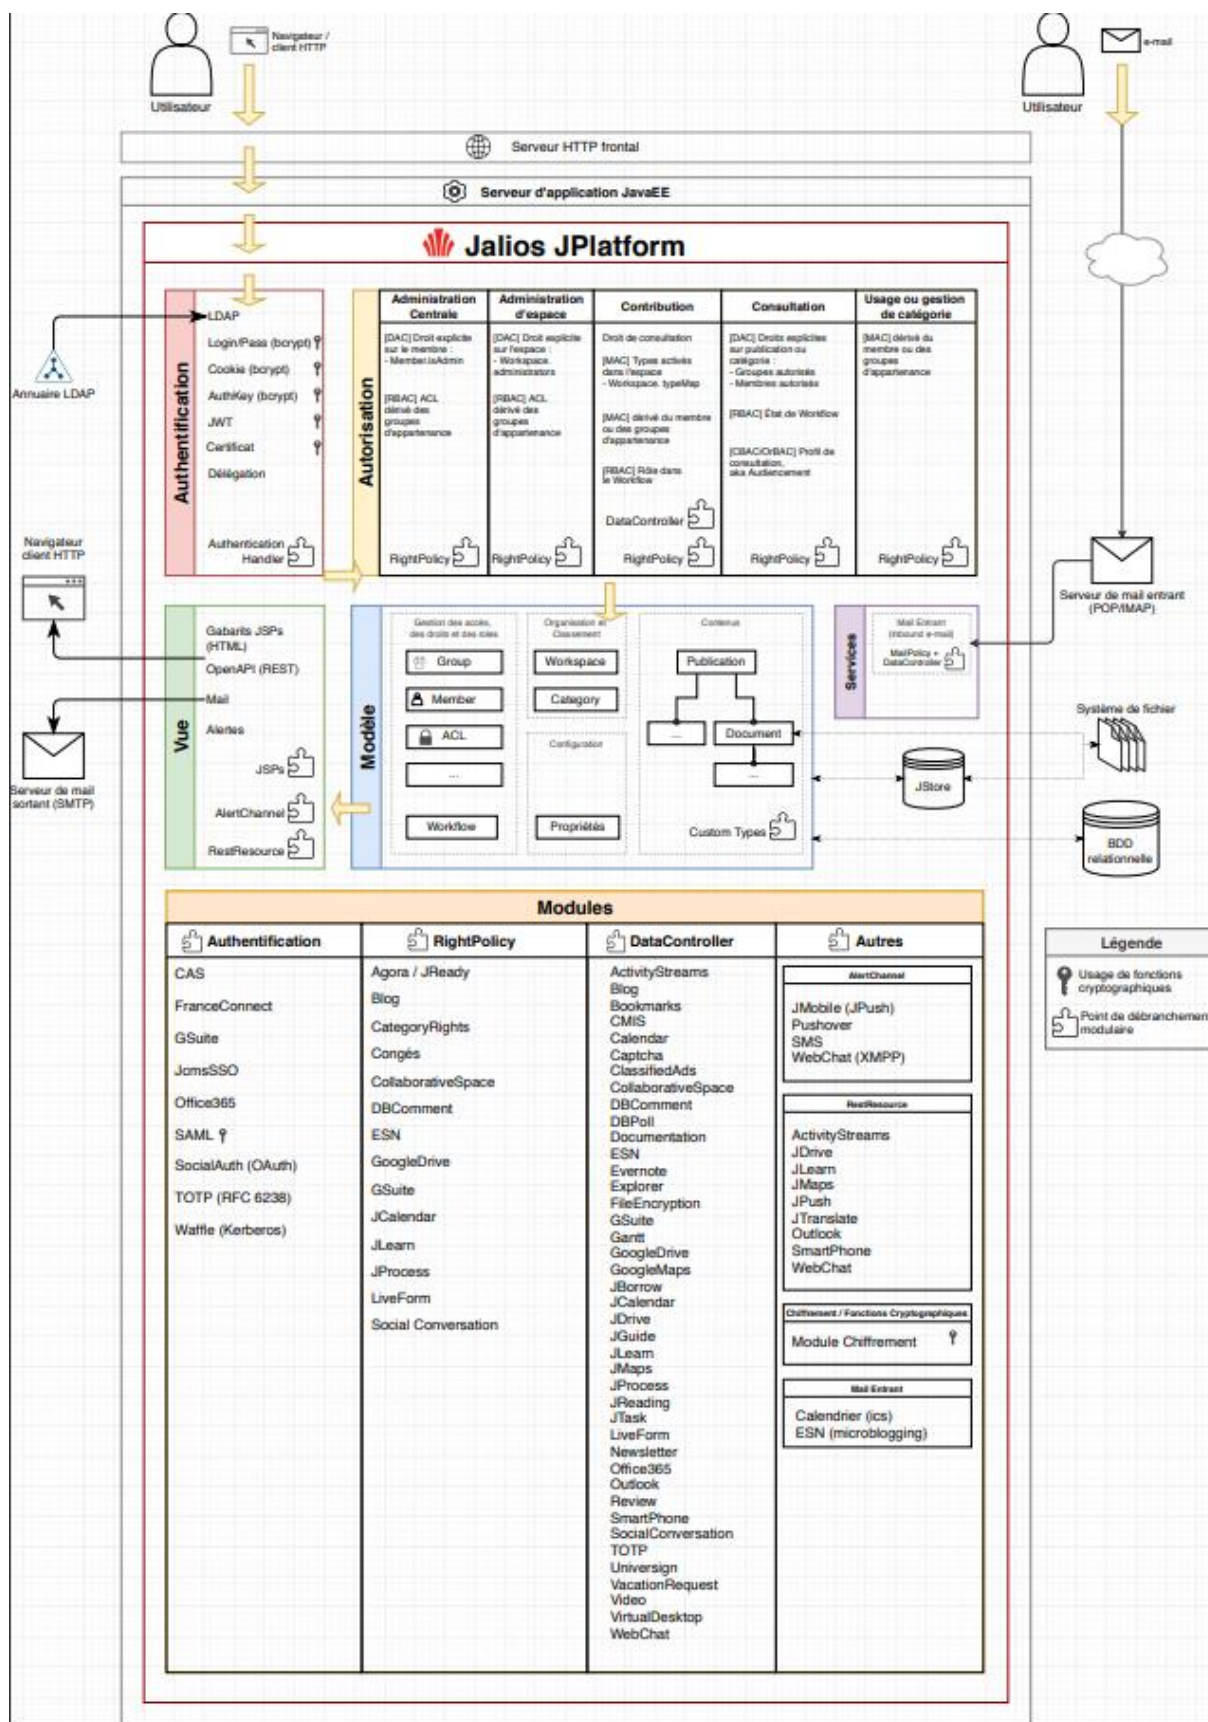 Navigateur /
client HTTP
e-mail
Utilisateur
Utilisateur
Serveur HTTP frontal
Serveur d'application JavaEE
Jalios JPlatform
Authentification
LDAP
Login/Pass (bcrypt)
Cookie (bcrypt)
AuthKey (bcrypt)
JWT
Certificat
Délégation
Authentication
Handler
Annuaire LDAP
Autorisation
Administration
Centrale
[DAC] Droit explicite
sur le membre :
- Member.isAdmin
[RBAC] ACL
dérivé des
groupes
d'appartenance
RightPolicy
Administration
d'espace
[DAC] Droit explicite
sur l'espace :
- Workspace.
administrators
[RBAC] ACL
dérivé des
groupes
d'appartenance
RightPolicy
Contribution
Droit de consultation
[MAC] Types activés
dans l'espace
- Workspace. typeMap
[MAC] dérivé du membre
ou des groupes
d'appartenance
[RBAC] Rôle dans
le Workflow
DataController
RightPolicy
Consultation
[DAC] Droits explicites
sur publication ou
catégorie :
- Groupes autorisés
- Membres autorisés
[RBAC] État de Workflow
[CBAC/OrBAC] Profil de
consultation,
aka Audiencement
RightPolicy
Usage ou gestion
de catégorie
[MAC] dérivé du
membre ou des
groupes
d'appartenance
RightPolicy
Navigateur
client HTTP
Serveur de mail entrant
(POP/IMAP)
Vue
Gabarits JSPs
(HTML)
OpenAPI (REST)
Mail
Alertes
JSPs
AlertChannel
RestResource
Serveur de mail
sortant (SMTP)
Modèle
Gestion des accès,
des droits et des roles
Group
Member
ACL
...
Workflow
Organisation et
Classement
Workspace
Category
Configuration
Propriétés
Contenus
Publication
...
Document
...
Custom Types
Services
Mail Entrant
(inbound e-mail)
MailPolicy +
DataController
Système de fichier
JStore
BDD
relationnelle
Modules
Authentification
CAS
FranceConnect
GSuite
JcmsSSO
Office365
SAML
SocialAuth (OAuth)
TOTP (RFC 6238)
Waffle (Kerberos)
RightPolicy
Agora / JReady
Blog
CategoryRights
Congés
CollaborativeSpace
DBComment
ESN
GoogleDrive
GSuite
JCalendar
JLearn
JProcess
LiveForm
Social Conversation
DataController
ActivityStreams
Blog
Bookmarks
CMIS
Calendar
Captcha
ClassifiedAds
CollaborativeSpace
DBComment
DBPoll
Documentation
ESN
Evernote
Explorer
FileEncryption
GSuite
Gantt
GoogleDrive
GoogleMaps
JBorrow
JCalendar
JDrive
JGuide
JLearn
JMaps
JProcess
JReading
JTask
LiveForm
Newsletter
Office365
Outlook
Review
SmartPhone
SocialConversation
TOTP
Universign
VacationRequest
Video
VirtualDesktop
WebChat
Autres
AlertChannel
JMobile (JPush)
Pushover
SMS
WebChat (XMPP)
RestResource
ActivityStreams
JDrive
JLearn
JMaps
JPush
JTranslate
Outlook
SmartPhone
WebChat
Chiffrement / Fonctions Cryptographiques
Module Chiffrement
Mail Entrant
Calendrier (ics)
ESN (microblogging)
Légende
Usage de fonctions
cryptographiques
Point de débranchement
modulaire